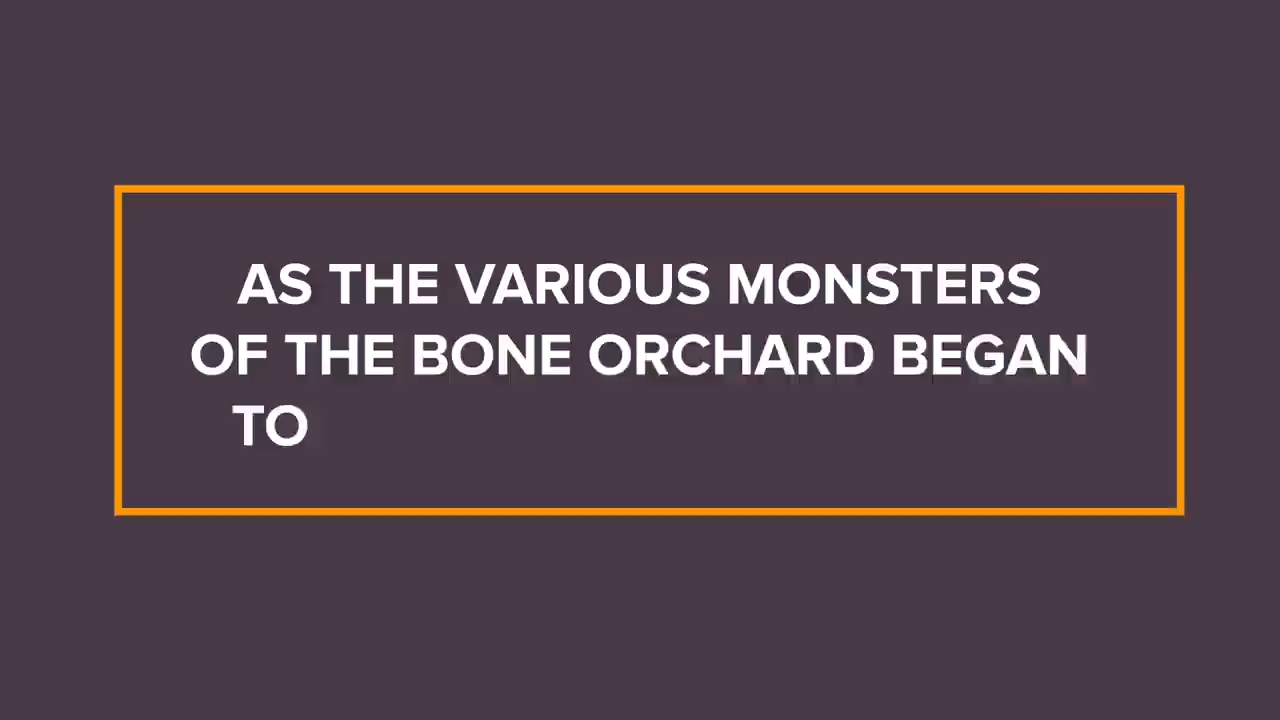 AS THE VARIOUS MONSTERS
OF THE BONE ORCHARD BEGAN
TO